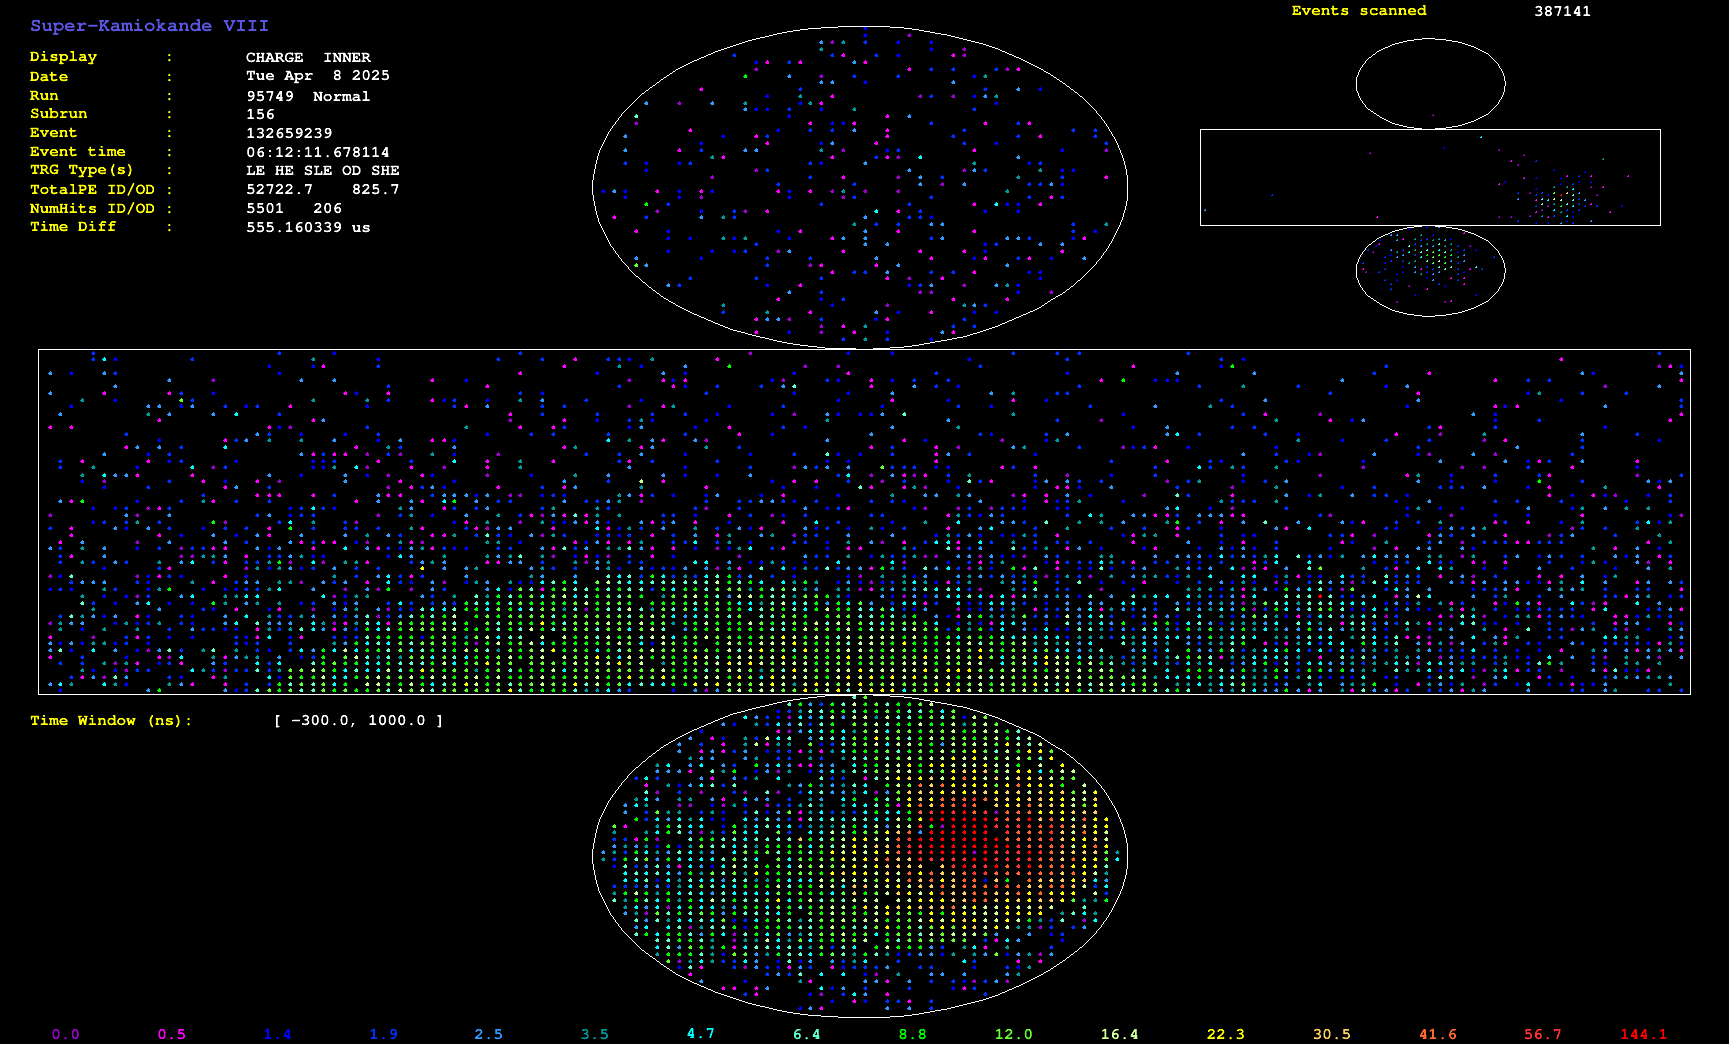 Super-Kamiokande VIII
Events scanned 387141
Display : CHARGE INNER
Date : Tue Apr 8 2025
Run : 95749 Normal
Subrun : 156
Event : 132659239
Event time : 06:12:11.678114
TRG Type(s) : LE HE SLE OD SHE
TotalPE ID/OD : 52722.7 825.7
NumHits ID/OD : 5501 206
Time Diff : 555.160339 us
Time Window (ns): [ -300.0, 1000.0 ]
0.0 0.5 1.4 1.9 2.5 3.5 4.7 6.4 8.8 12.0 16.4 22.3 30.5 41.6 56.7 144.1